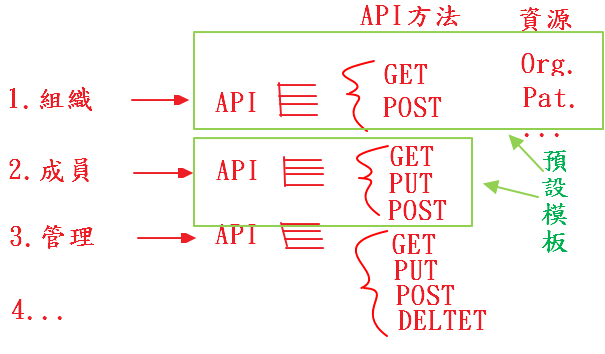 API方法 資源
1.組織 API GET Org.
POST Pat.
...
2.成員 API GET
PUT
POST
預設模板
3.管理 API GET
PUT
POST
DELTET
4...